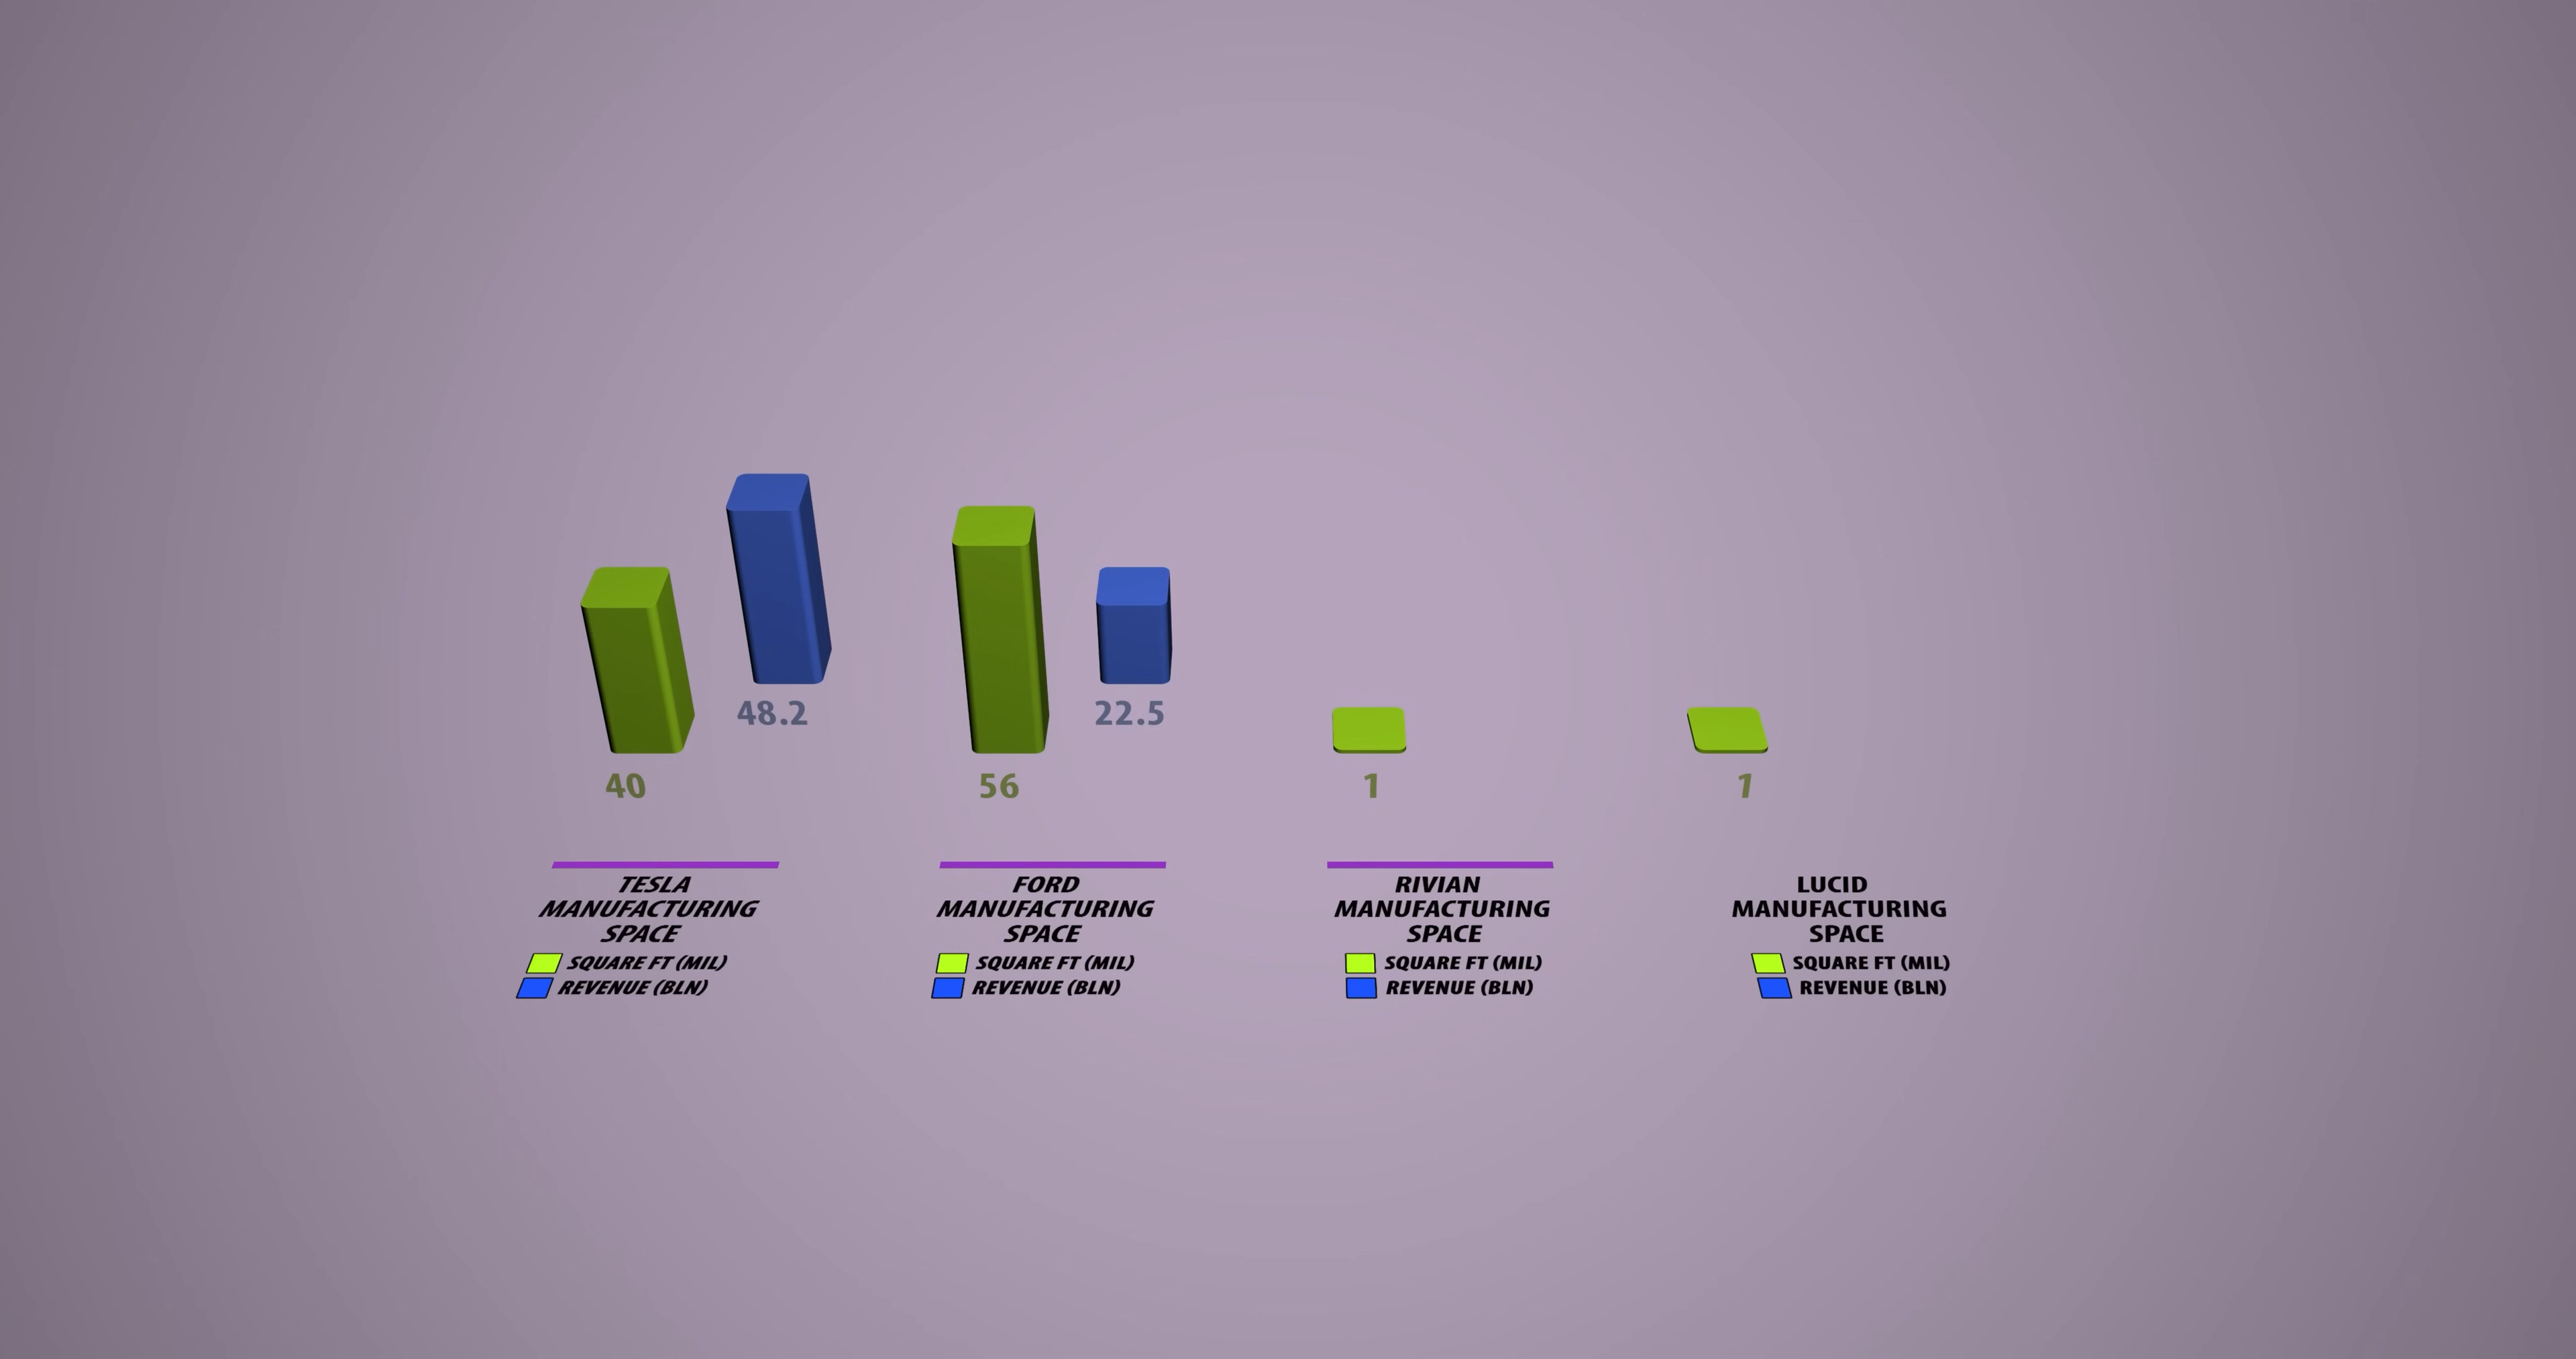 48.2
22.5
40
56
1
1
TESLA
MANUFACTURING
SPACE
SQUARE FT (MIL)
REVENUE (BLN)
FORD
MANUFACTURING
SPACE
SQUARE FT (MIL)
REVENUE (BLN)
RIVIAN
MANUFACTURING
SPACE
SQUARE FT (MIL)
REVENUE (BLN)
LUCID
MANUFACTURING
SPACE
SQUARE FT (MIL)
REVENUE (BLN)